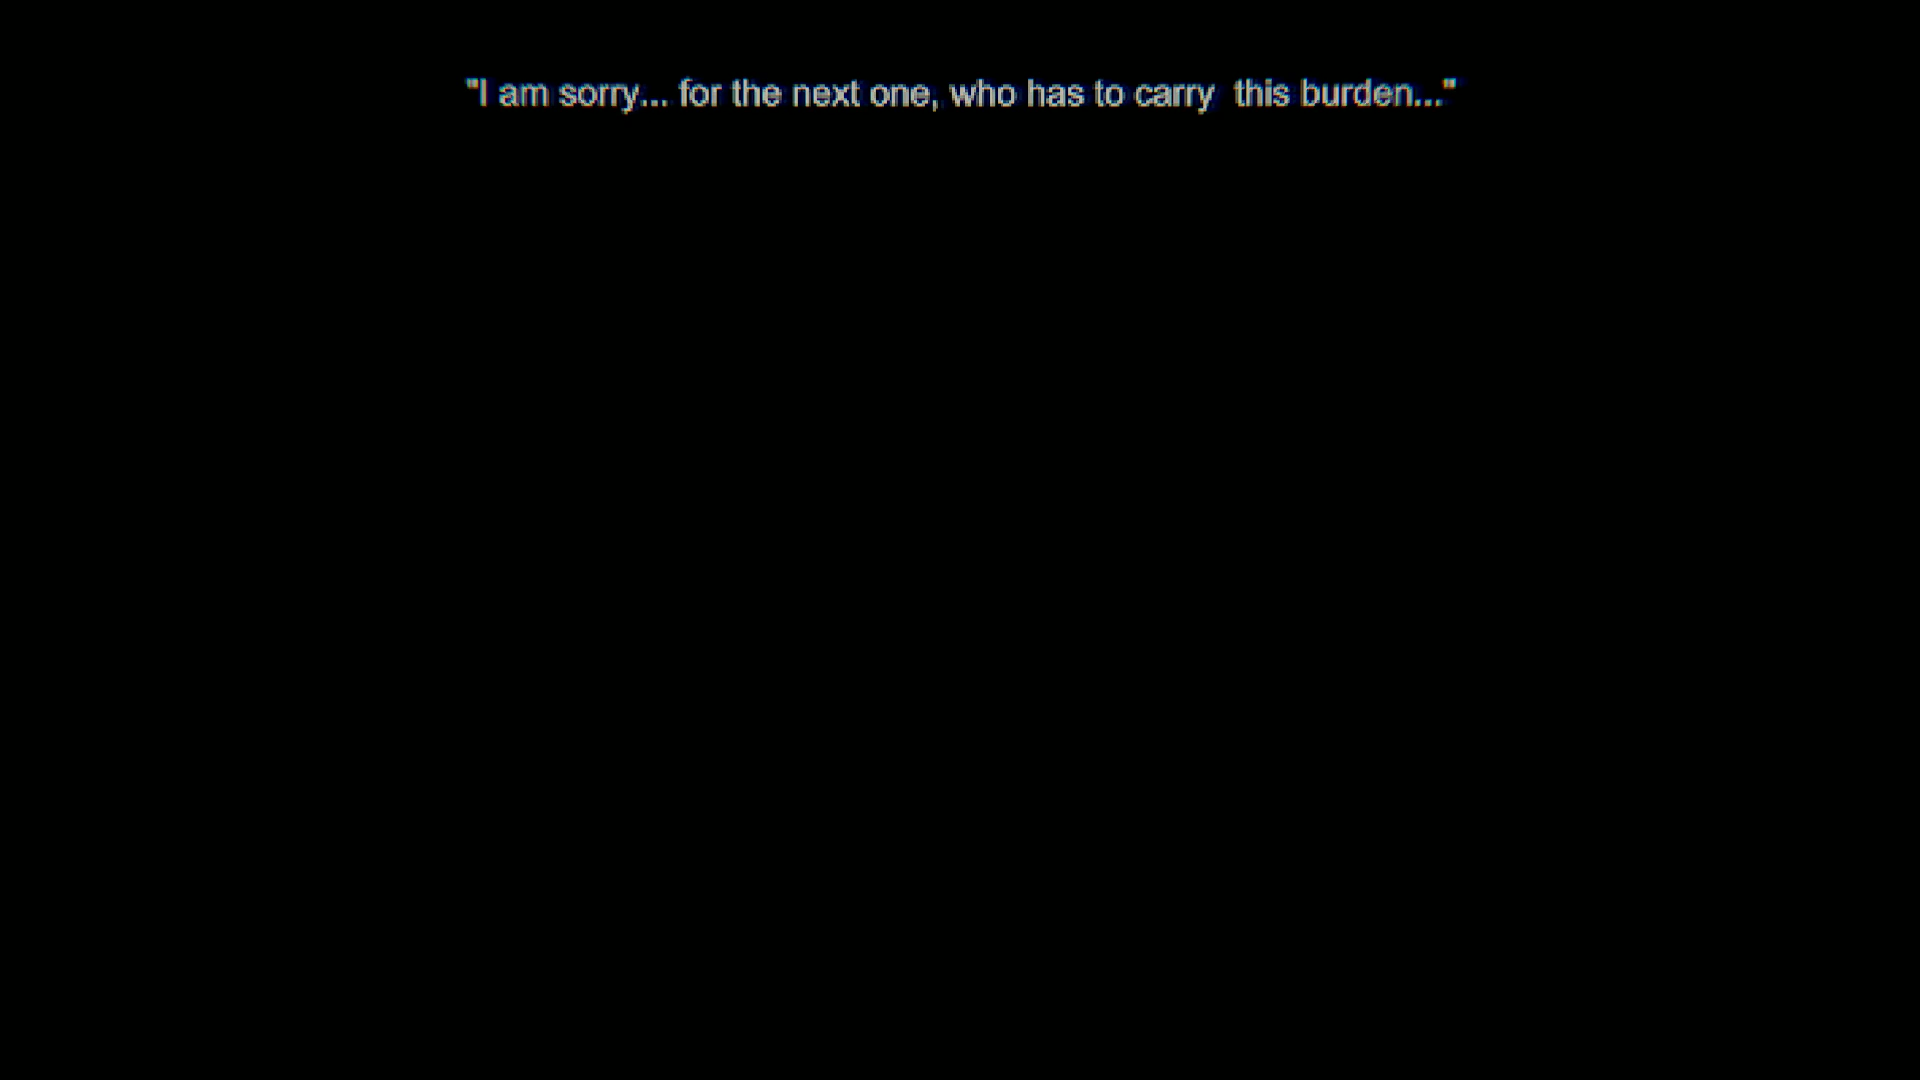 "I am sorry... for the next one, who has to carry  this burden..."